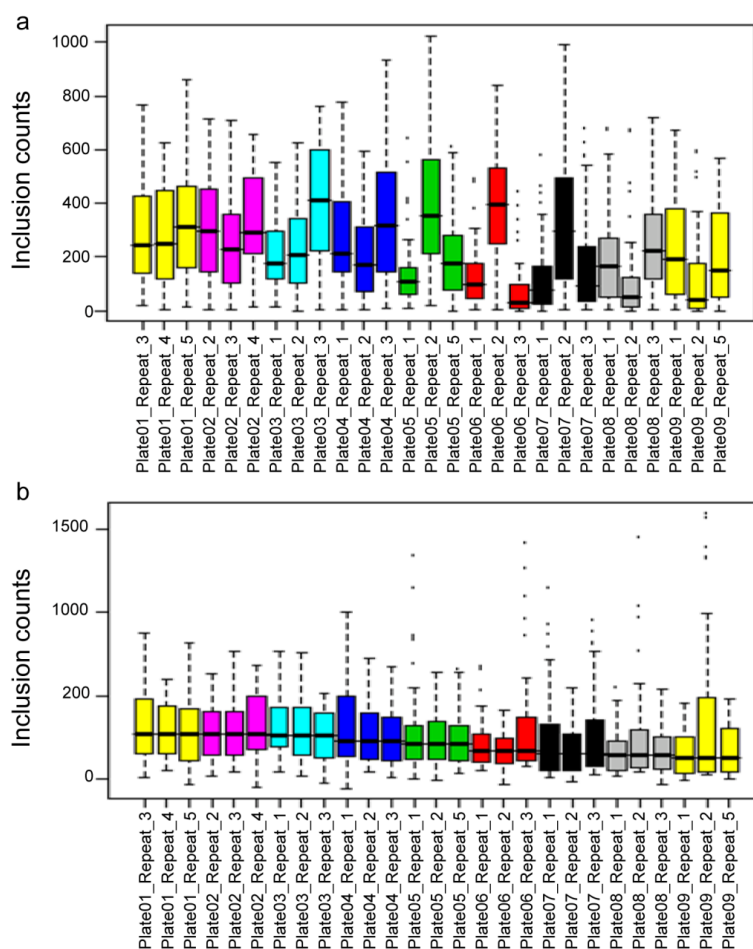 a
Inclusion counts
1000
800
600
400
200
0
Plate01_Repeat_3
Plate01_Repeat_4
Plate01_Repeat_5
Plate02_Repeat_2
Plate02_Repeat_3
Plate02_Repeat_4
Plate03_Repeat_1
Plate03_Repeat_2
Plate03_Repeat_3
Plate04_Repeat_1
Plate04_Repeat_2
Plate04_Repeat_3
Plate05_Repeat_1
Plate05_Repeat_2
Plate05_Repeat_5
Plate06_Repeat_1
Plate06_Repeat_2
Plate06_Repeat_3
Plate07_Repeat_1
Plate07_Repeat_2
Plate07_Repeat_3
Plate08_Repeat_1
Plate08_Repeat_2
Plate08_Repeat_3
Plate09_Repeat_1
Plate09_Repeat_2
Plate09_Repeat_5
b
Inclusion counts
1500
1000
200
0
Plate01_Repeat_3
Plate01_Repeat_4
Plate01_Repeat_5
Plate02_Repeat_2
Plate02_Repeat_3
Plate02_Repeat_4
Plate03_Repeat_1
Plate03_Repeat_2
Plate03_Repeat_3
Plate04_Repeat_1
Plate04_Repeat_2
Plate04_Repeat_3
Plate05_Repeat_1
Plate05_Repeat_2
Plate05_Repeat_5
Plate06_Repeat_1
Plate06_Repeat_2
Plate06_Repeat_3
Plate07_Repeat_1
Plate07_Repeat_2
Plate07_Repeat_3
Plate08_Repeat_1
Plate08_Repeat_2
Plate08_Repeat_3
Plate09_Repeat_1
Plate09_Repeat_2
Plate09_Repeat_5